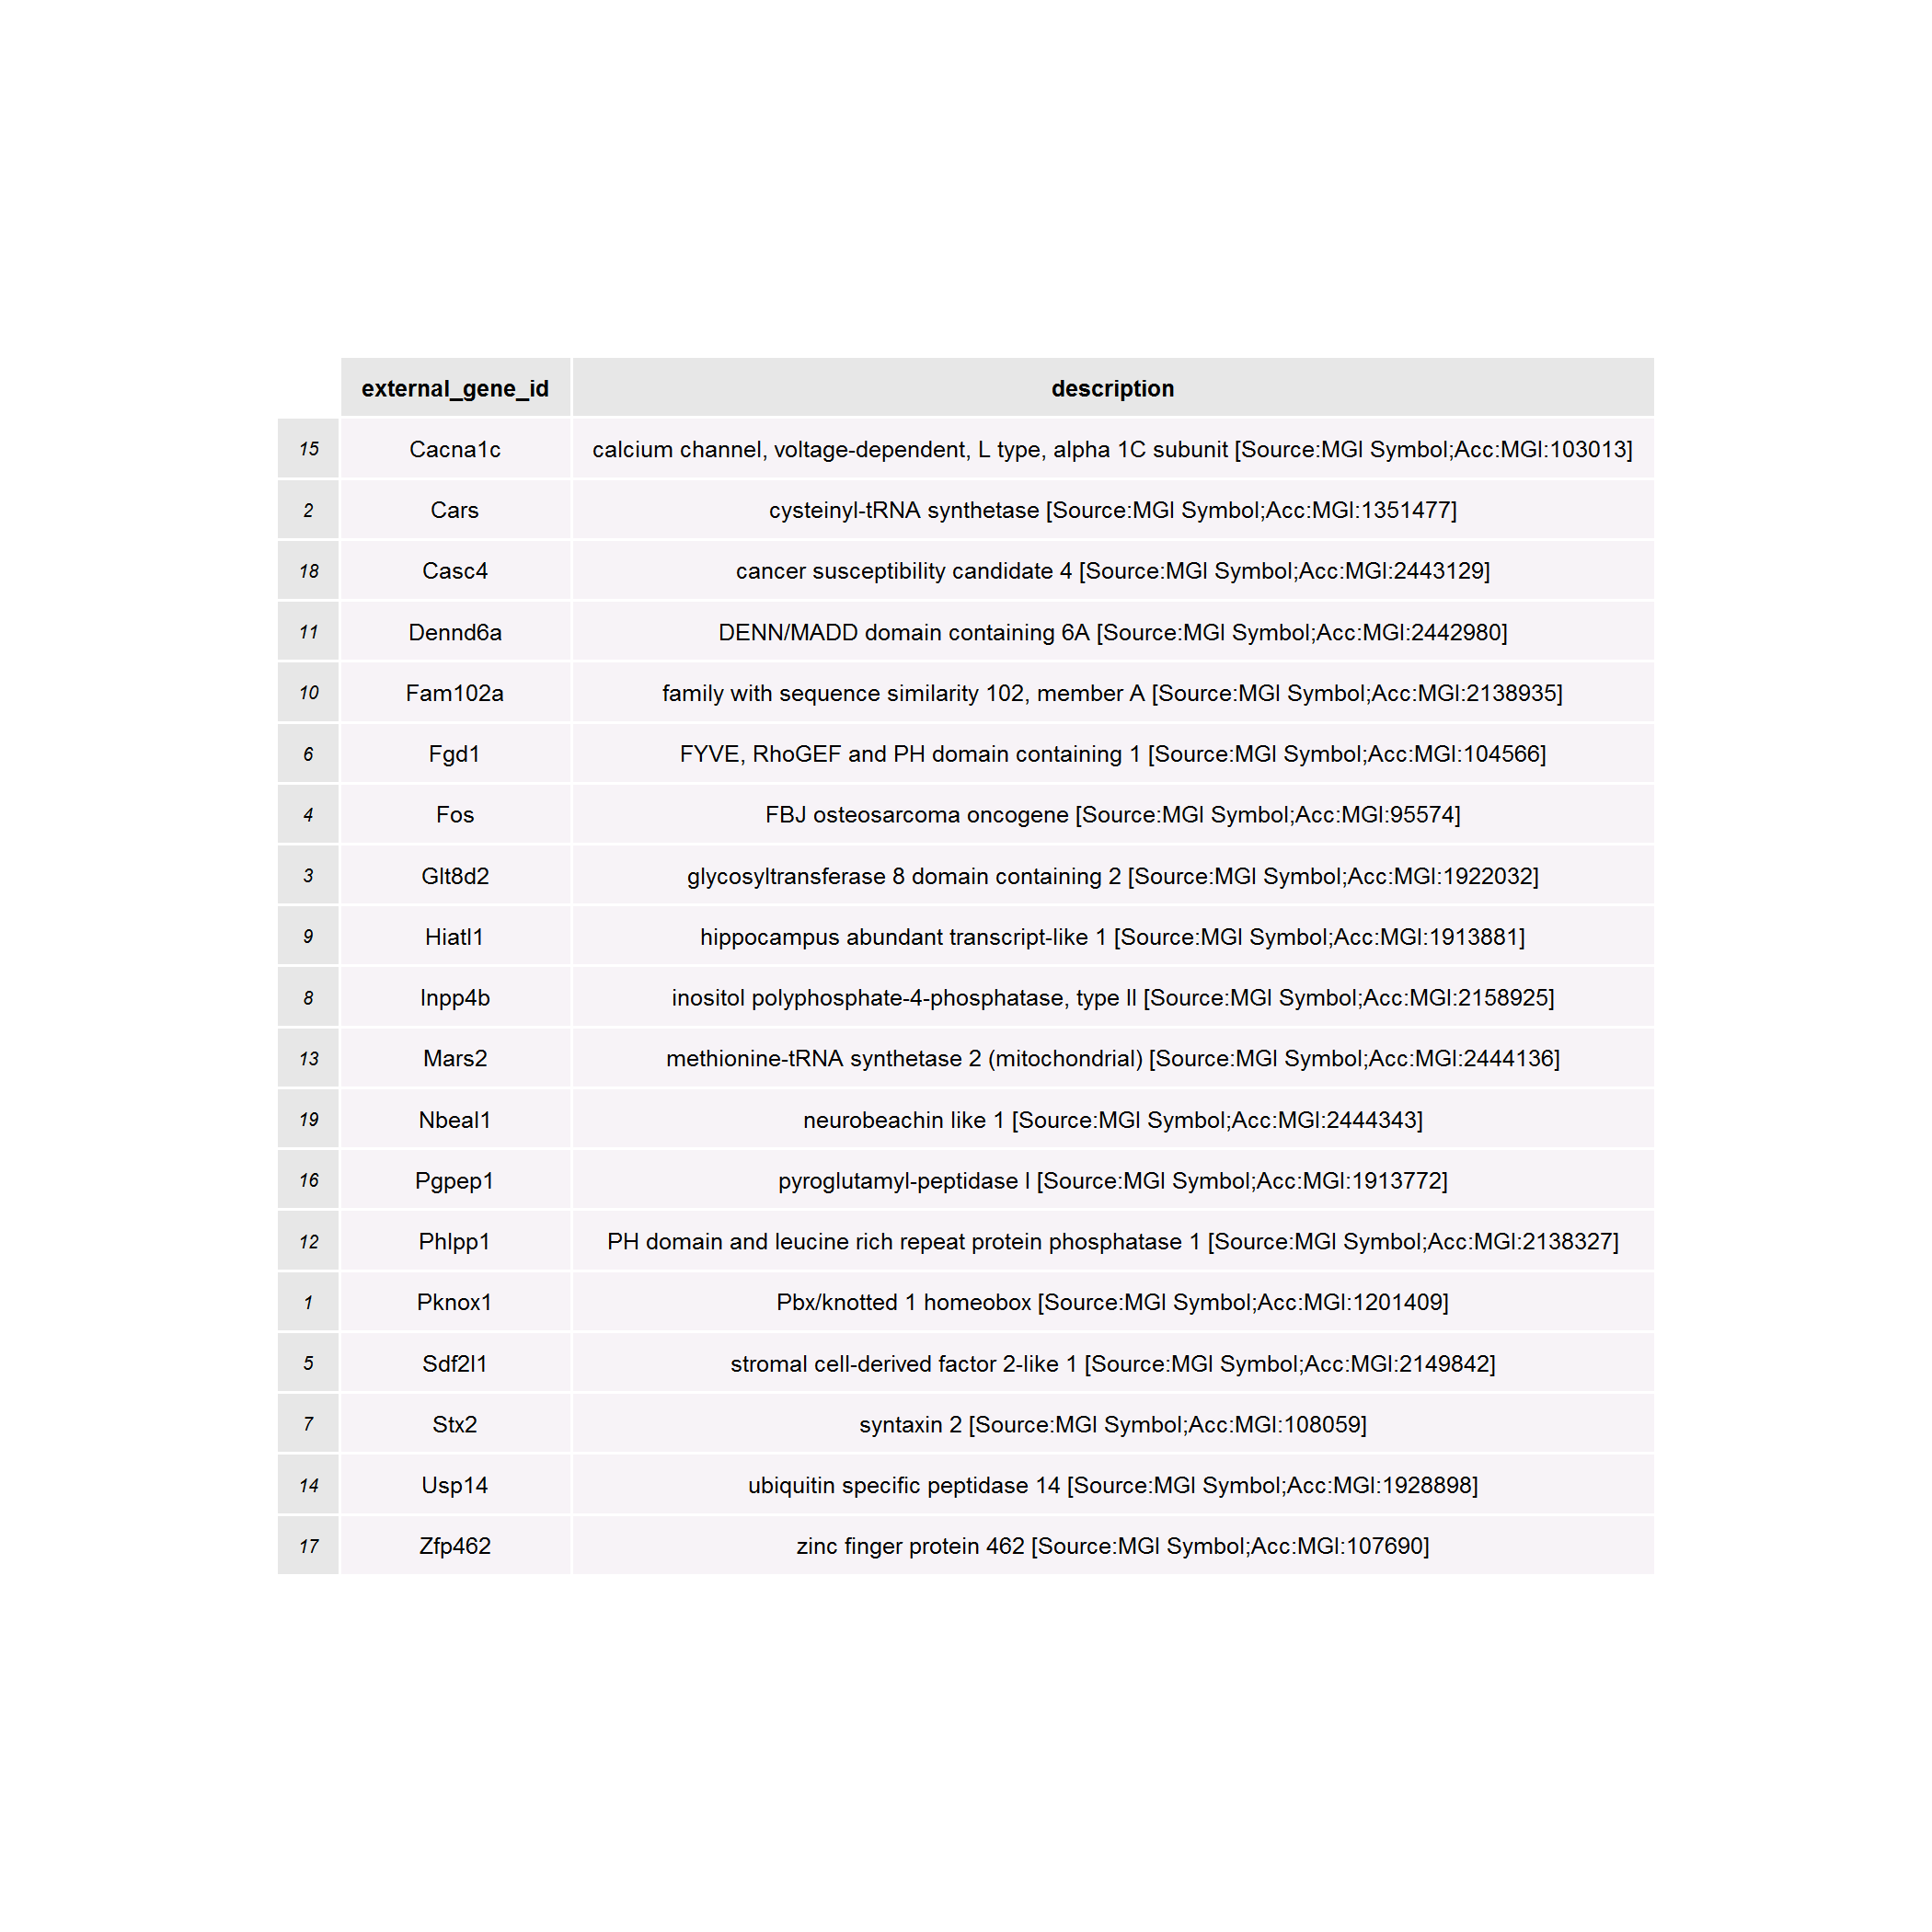 external_gene_id description
15 Cacna1c calcium channel, voltage-dependent, L type, alpha 1C subunit [Source:MGI Symbol;Acc:MGI:103013]
2 Cars cysteinyl-tRNA synthetase [Source:MGI Symbol;Acc:MGI:1351477]
18 Casc4 cancer susceptibility candidate 4 [Source:MGI Symbol;Acc:MGI:2443129]
11 Dennd6a DENN/MADD domain containing 6A [Source:MGI Symbol;Acc:MGI:2442980]
10 Fam102a family with sequence similarity 102, member A [Source:MGI Symbol;Acc:MGI:2138935]
6 Fgd1 FYVE, RhoGEF and PH domain containing 1 [Source:MGI Symbol;Acc:MGI:104566]
4 Fos FBJ osteosarcoma oncogene [Source:MGI Symbol;Acc:MGI:95574]
3 Glt8d2 glycosyltransferase 8 domain containing 2 [Source:MGI Symbol;Acc:MGI:1922032]
9 Hiatl1 hippocampus abundant transcript-like 1 [Source:MGI Symbol;Acc:MGI:1913881]
8 Inpp4b inositol polyphosphate-4-phosphatase, type II [Source:MGI Symbol;Acc:MGI:2158925]
13 Mars2 methionine-tRNA synthetase 2 (mitochondrial) [Source:MGI Symbol;Acc:MGI:2444136]
19 Nbeal1 neurobeachin like 1 [Source:MGI Symbol;Acc:MGI:2444343]
16 Pgpep1 pyroglutamyl-peptidase I [Source:MGI Symbol;Acc:MGI:1913772]
12 Phlpp1 PH domain and leucine rich repeat protein phosphatase 1 [Source:MGI Symbol;Acc:MGI:2138327]
1 Pknox1 Pbx/knotted 1 homeobox [Source:MGI Symbol;Acc:MGI:1201409]
5 Sdf2l1 stromal cell-derived factor 2-like 1 [Source:MGI Symbol;Acc:MGI:2149842]
7 Stx2 syntaxin 2 [Source:MGI Symbol;Acc:MGI:108059]
14 Usp14 ubiquitin specific peptidase 14 [Source:MGI Symbol;Acc:MGI:1928898]
17 Zfp462 zinc finger protein 462 [Source:MGI Symbol;Acc:MGI:107690]